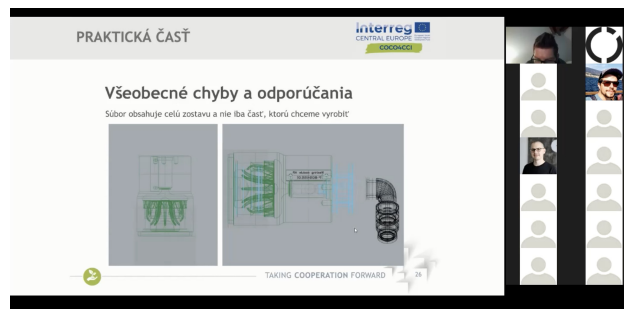 PRAKTICKÁ ČASŤ
Interreg
CENTRAL EUROPE
COCO4CCI
Všeobecné chyby a odporúčania
Súbor obsahuje celú zostavu a nie iba časť, ktorú chceme vyrobiť
TAKING COOPERATION FORWARD
26